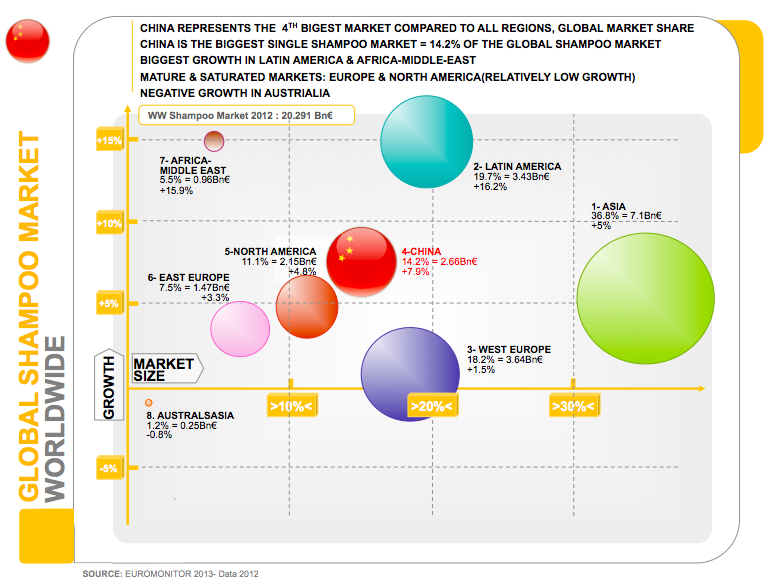 CHINA REPRESENTS THE 4TH BIGEST MARKET COMPARED TO ALL REGIONS, GLOBAL MARKET SHARE
CHINA IS THE BIGGEST SINGLE SHAMPOO MARKET = 14.2% OF THE GLOBAL SHAMPOO MARKET
BIGGEST GROWTH IN LATIN AMERICA & AFRICA-MIDDLE-EAST
MATURE & SATURATED MARKETS: EUROPE & NORTH AMERICA(RELATIVELY LOW GROWTH)
NEGATIVE GROWTH IN AUSTRIALIA
WW Shampoo Market 2012 : 20.291 Bn€
GLOBAL SHAMPOO MARKET
WORLDWIDE
+15%
+10%
+5%
-5%
7- AFRICA-
MIDDLE EAST
5.5% = 0.96Bn€
+15.9%
2- LATIN AMERICA
19.7% = 3.43Bn€
+16.2%
1- ASIA
36.8% = 7.1Bn€
+5%
5-NORTH AMERICA
11.1% = 2.15Bn€
+4.8%
4-CHINA
14.2% = 2.66Bn€
+7.9%
6- EAST EUROPE
7.5% = 1.47Bn€
+3.3%
3- WEST EUROPE
18.2% = 3.64Bn€
+1.5%
GROWTH
MARKET
SIZE
>10%<
>20%<
>30%<
8. AUSTRALSASIA
1.2% = 0.25Bn€
-0.8%
SOURCE: EUROMONITOR 2013- Data 2012